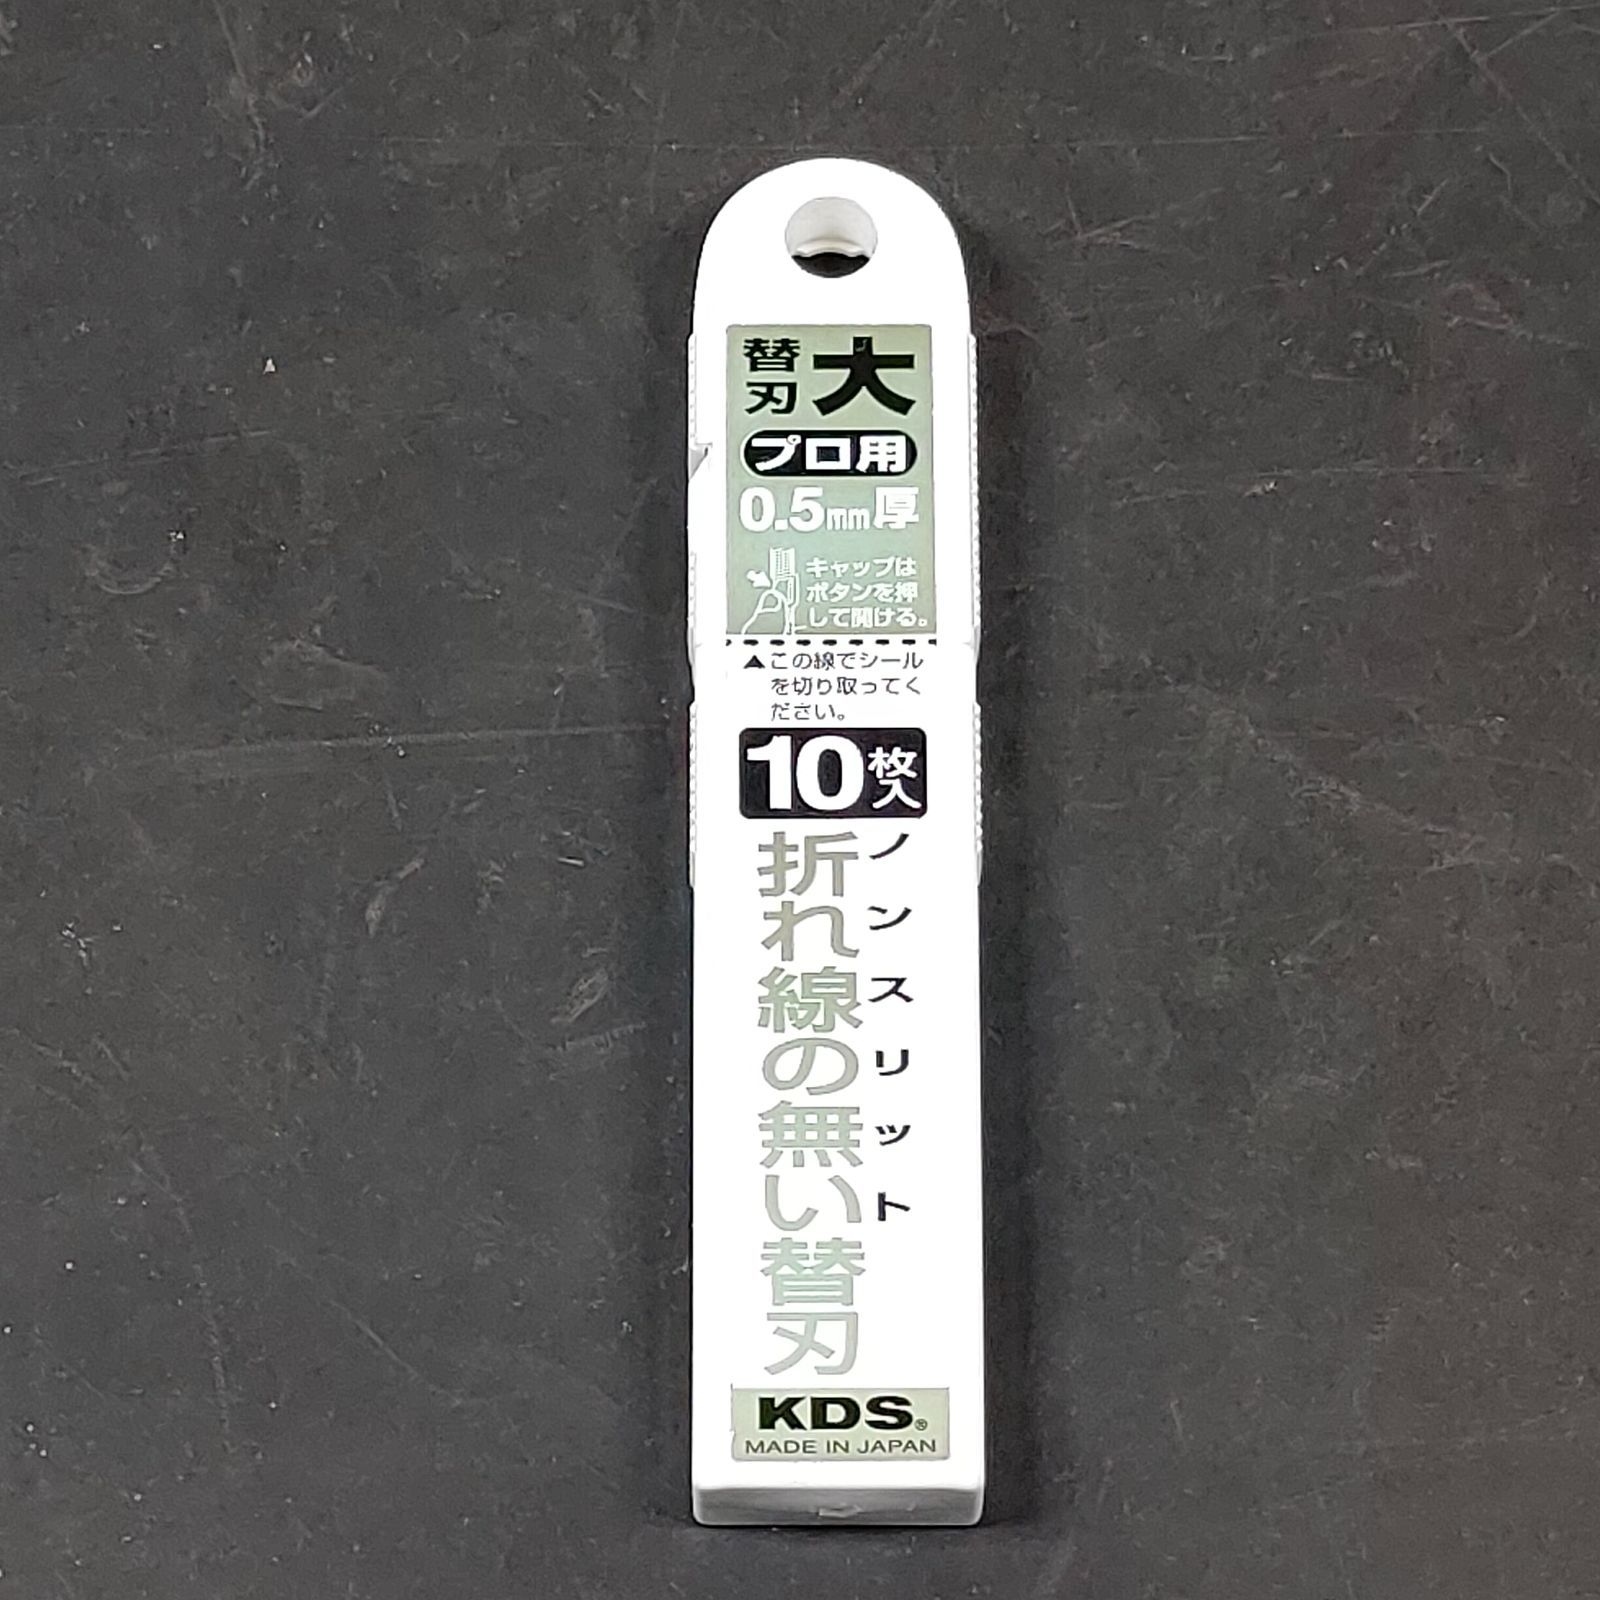 替刃 大
プロ用
0.5mm厚
キャップは
ボタンを押
して開ける。
▲この線でシール
を切り取ってく
ださい。
10枚入
ノンスリット
折れ線の無い替刃
KDS®
MADE IN JAPAN